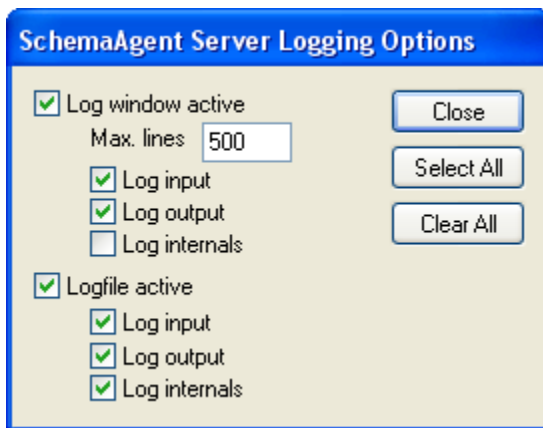 SchemaAgent Server Logging Options
Log window active
Max. lines 500
Log input
Log output
Log internals
Logfile active
Log input
Log output
Log internals
Close
Select All
Clear All